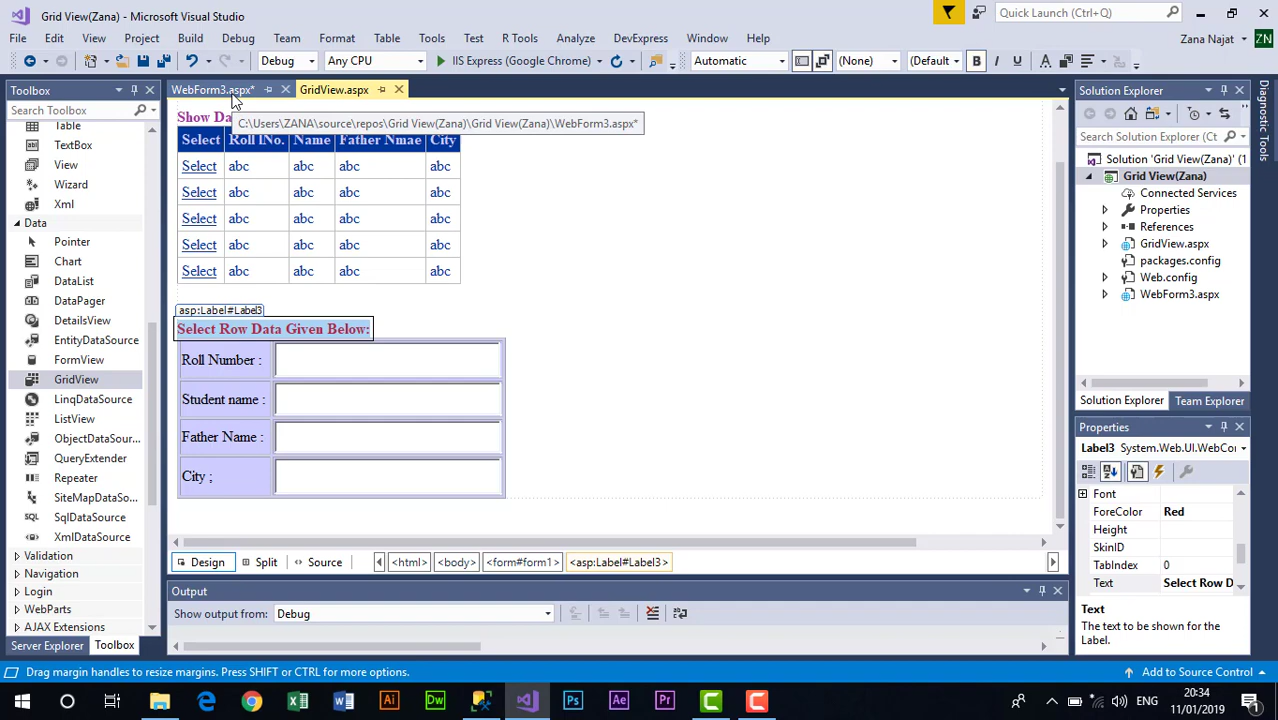 Grid View(Zana) - Microsoft Visual Studio
Quick Launch (Ctrl+Q)
File Edit View Project Build Debug Team Format Table Tools Test R Tools Analyze DevExpress Window Help
Zana Najat ZN
Debug Any CPU IIS Express (Google Chrome) Automatic (None) (Default B I
Toolbox
Search Toolbox
Table
TextBox
View
Wizard
Xml
Data
Pointer
Chart
DataList
DataPager
DetailsView
EntityDataSource
FormView
GridView
LinqDataSource
ListView
ObjectDataSour...
QueryExtender
Repeater
SiteMapDataSo...
SQL SqlDataSource
XmlDataSource
Validation
Navigation
Login
WebParts
AJAX Extensions
Server Explorer Toolbox
WebForm3.aspx* GridView.aspx
C:\Users\ZANA\source\repos\Grid View(Zana)\Grid View(Zana)\WebForm3.aspx*
Show Da
Select Roll lNo. Name Father Nmae City
Select abc abc abc abc
Select abc abc abc abc
Select abc abc abc abc
Select abc abc abc abc
Select abc abc abc abc
asp:Label#Label3
Select Row Data Given Below:
Roll Number :
Student name :
Father Name :
City ;
Design Split Source <html> <body> <form#form1> <asp:Label#Label3>
Output
Show output from: Debug
Solution Explorer
Search Solution Explorer (Ct
Solution 'Grid View(Zana)' (1
Grid View(Zana)
Connected Services
Properties
References
GridView.aspx
packages.config
Web.config
WebForm3.aspx
Solution Explorer Team Explorer
Properties
Label3 System.Web.UI.WebCor
Font
ForeColor Red
Height
SkinID
TabIndex 0
Text Select Row D
Text
The text to be shown for the Label.
Diagnostic Tools
Drag margin handles to resize margins. Press SHIFT or CTRL for more options.
Add to Source Control
Ai Dw Ps Ae Pr C C
ENG
20:34
11/01/2019
1